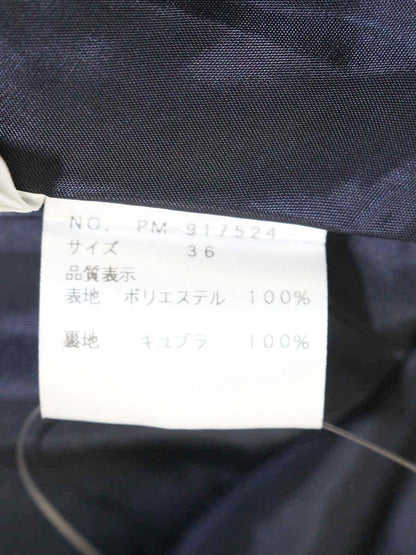 NO. PM-917524
サイズ 36
品質表示
表地 ポリエステル 100%
裏地 キュプラ 100%